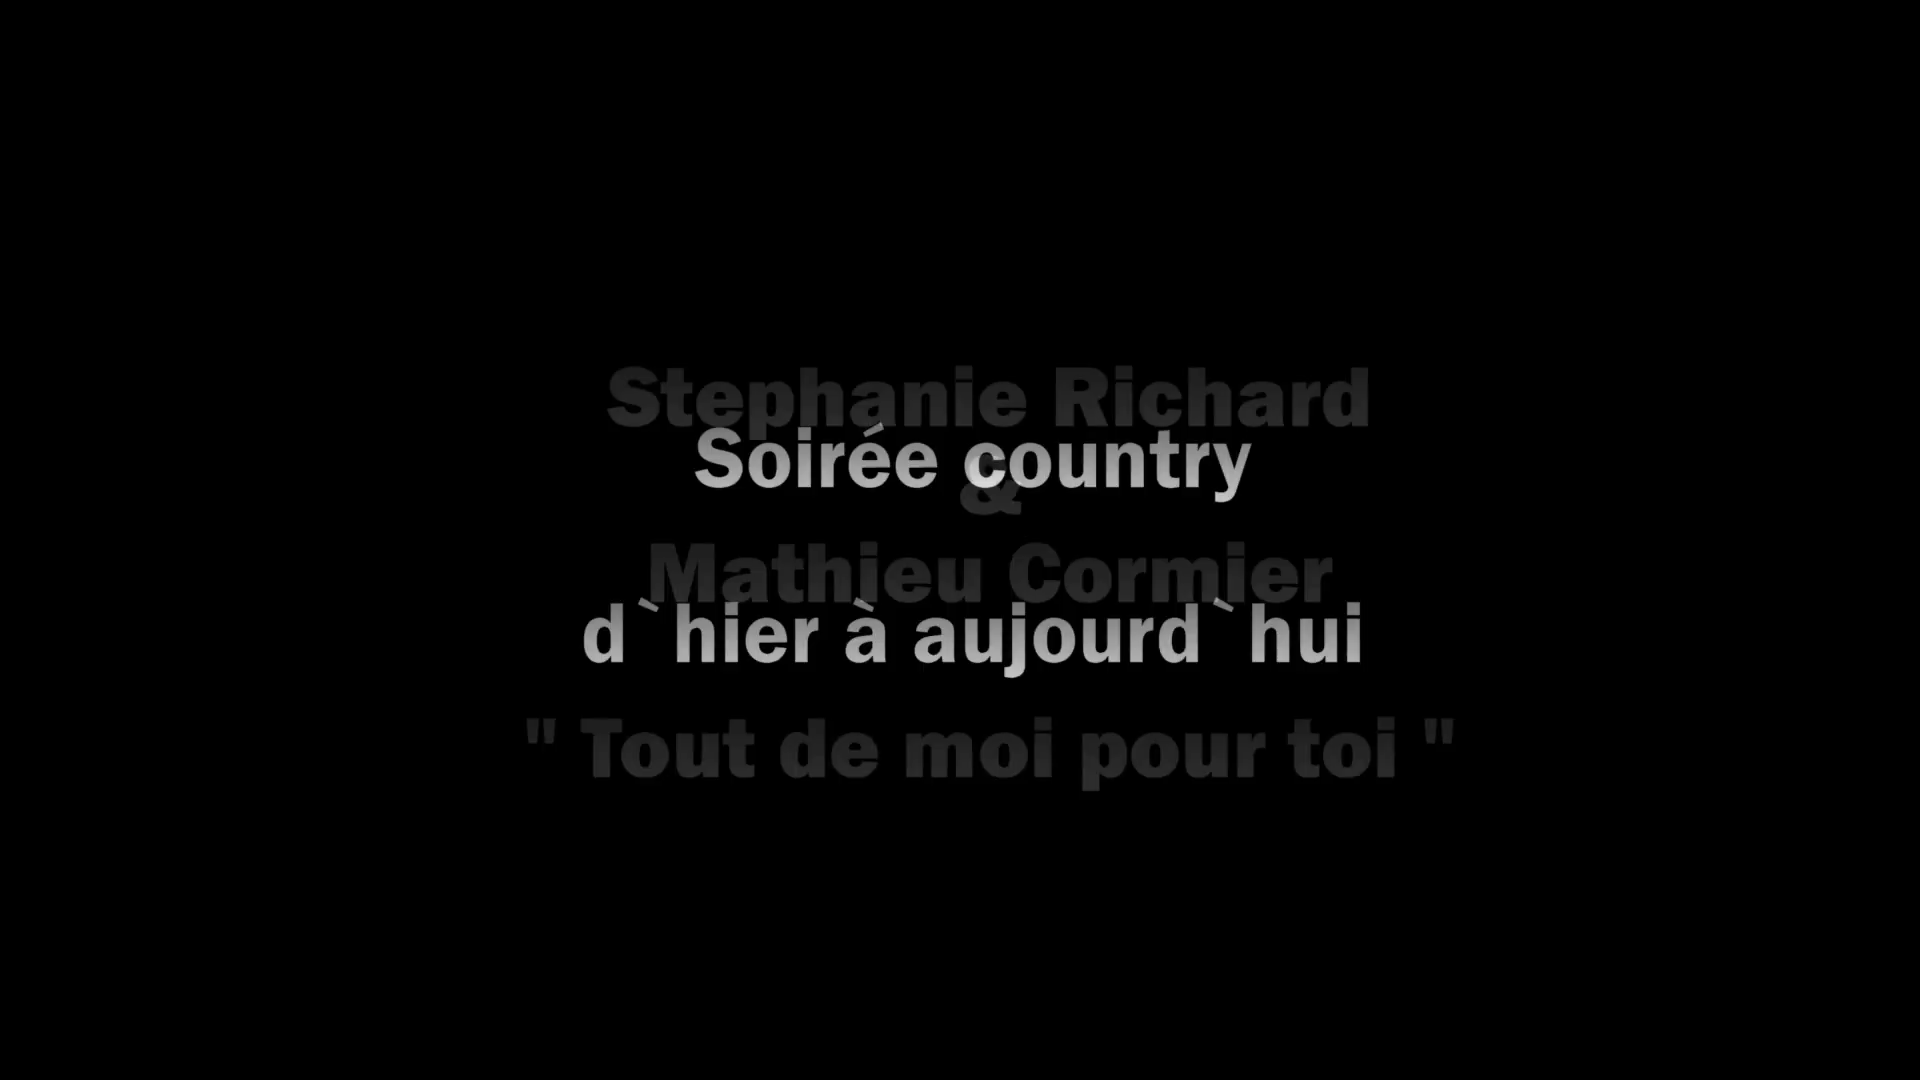 Stephanie Richard
Soirée country
&
Mathieu Cormier
d`hier à aujourd`hui
" Tout de moi pour toi "